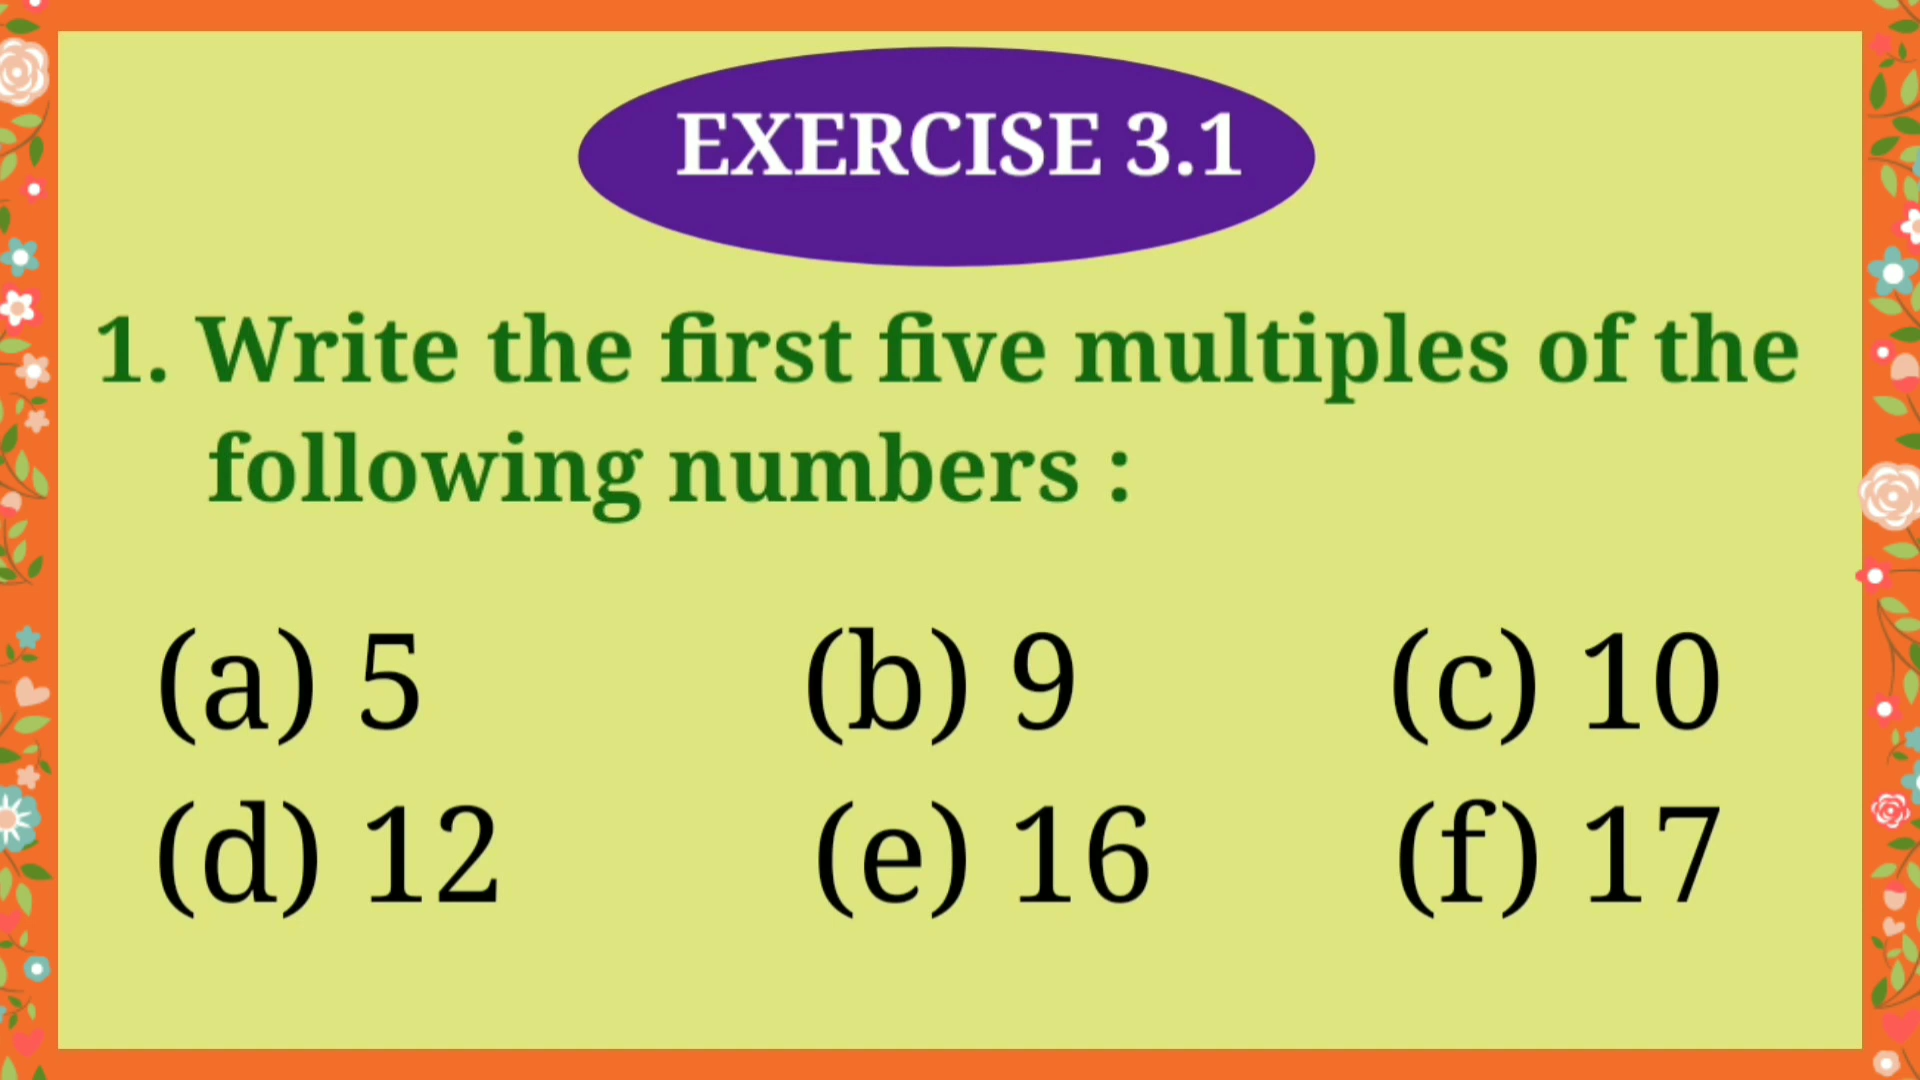 EXERCISE 3.1
1. Write the first five multiples of the
following numbers :
(a) 5 (b) 9 (c) 10
(d) 12 (e) 16 (f) 17